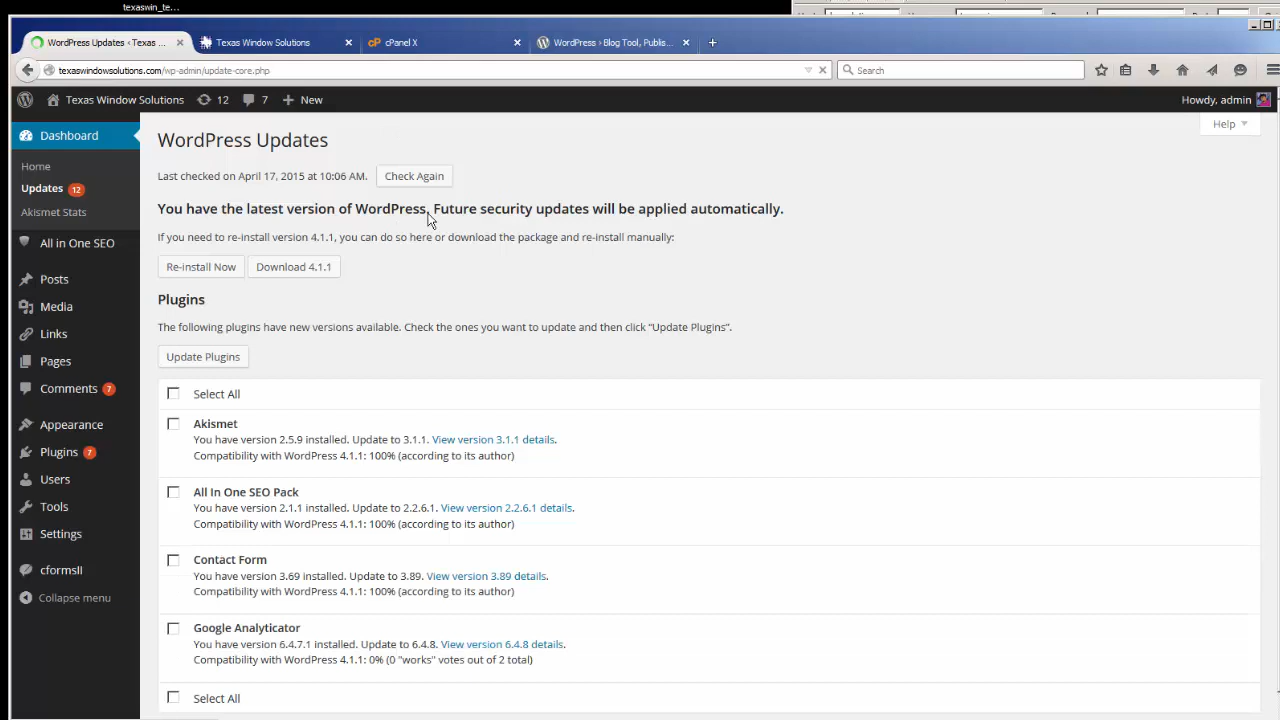 texaswin_te...
WordPress Updates ‹ Texas ...
Texas Window Solutions
cPanel X
WordPress › Blog Tool, Publis...
texaswindowsolutions.com/wp-admin/update-core.php
Search
Texas Window Solutions
12
7
New
Howdy, admin
Help
Dashboard
Home
Updates 12
Akismet Stats
All in One SEO
Posts
Media
Links
Pages
Comments 7
Appearance
Plugins 7
Users
Tools
Settings
cformsII
Collapse menu
WordPress Updates
Last checked on April 17, 2015 at 10:06 AM. Check Again
You have the latest version of WordPress. Future security updates will be applied automatically.
If you need to re-install version 4.1.1, you can do so here or download the package and re-install manually:
Re-install Now
Download 4.1.1
Plugins
The following plugins have new versions available. Check the ones you want to update and then click “Update Plugins”.
Update Plugins
Select All
Akismet
You have version 2.5.9 installed. Update to 3.1.1. View version 3.1.1 details.
Compatibility with WordPress 4.1.1: 100% (according to its author)
All In One SEO Pack
You have version 2.1.1 installed. Update to 2.2.6.1. View version 2.2.6.1 details.
Compatibility with WordPress 4.1.1: 100% (according to its author)
Contact Form
You have version 3.69 installed. Update to 3.89. View version 3.89 details.
Compatibility with WordPress 4.1.1: 100% (according to its author)
Google Analyticator
You have version 6.4.7.1 installed. Update to 6.4.8. View version 6.4.8 details.
Compatibility with WordPress 4.1.1: 0% (0 "works" votes out of 2 total)
Select All